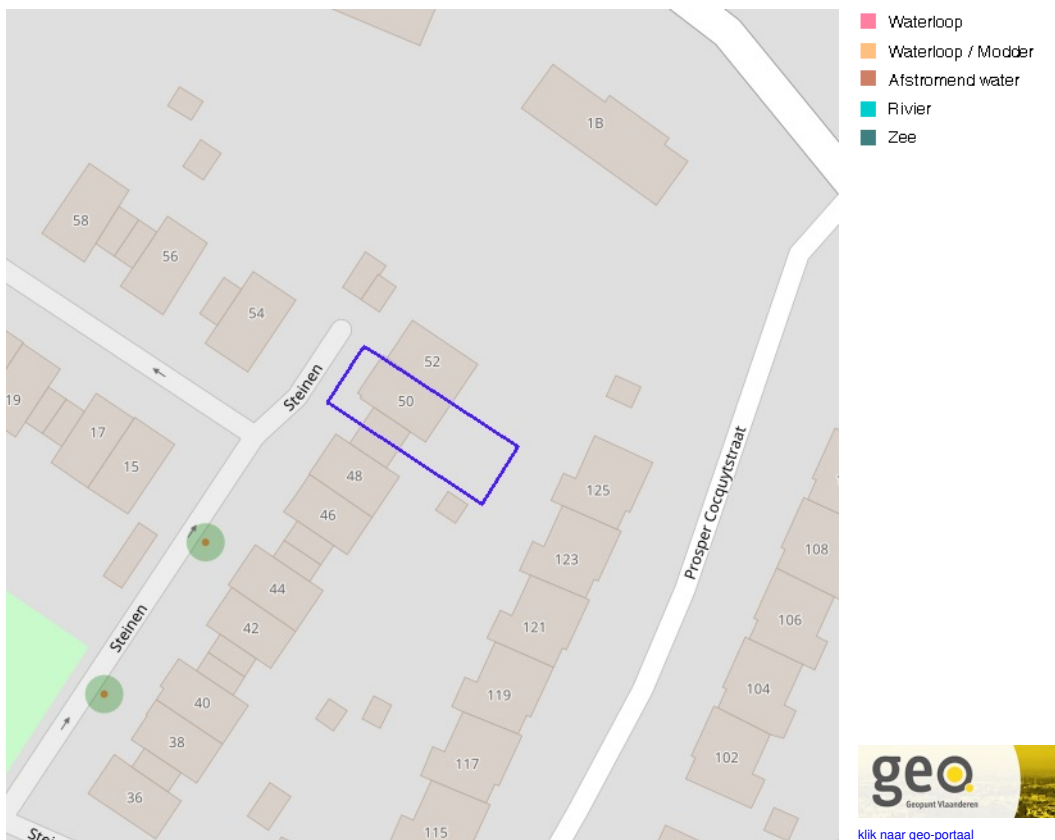 Waterloop
Waterloop / Modder
Afstromend water
Rivier
Zee
1B
58
56
54
52
50
Steinen
19
17
15
48
46
125
123
108
44
42
121
106
Steinen
Prosper Cocquytstraat
40
119
104
38
117
102
36
115
Steinen
geo
Geopunt Vlaanderen
klik naar geo-portaal